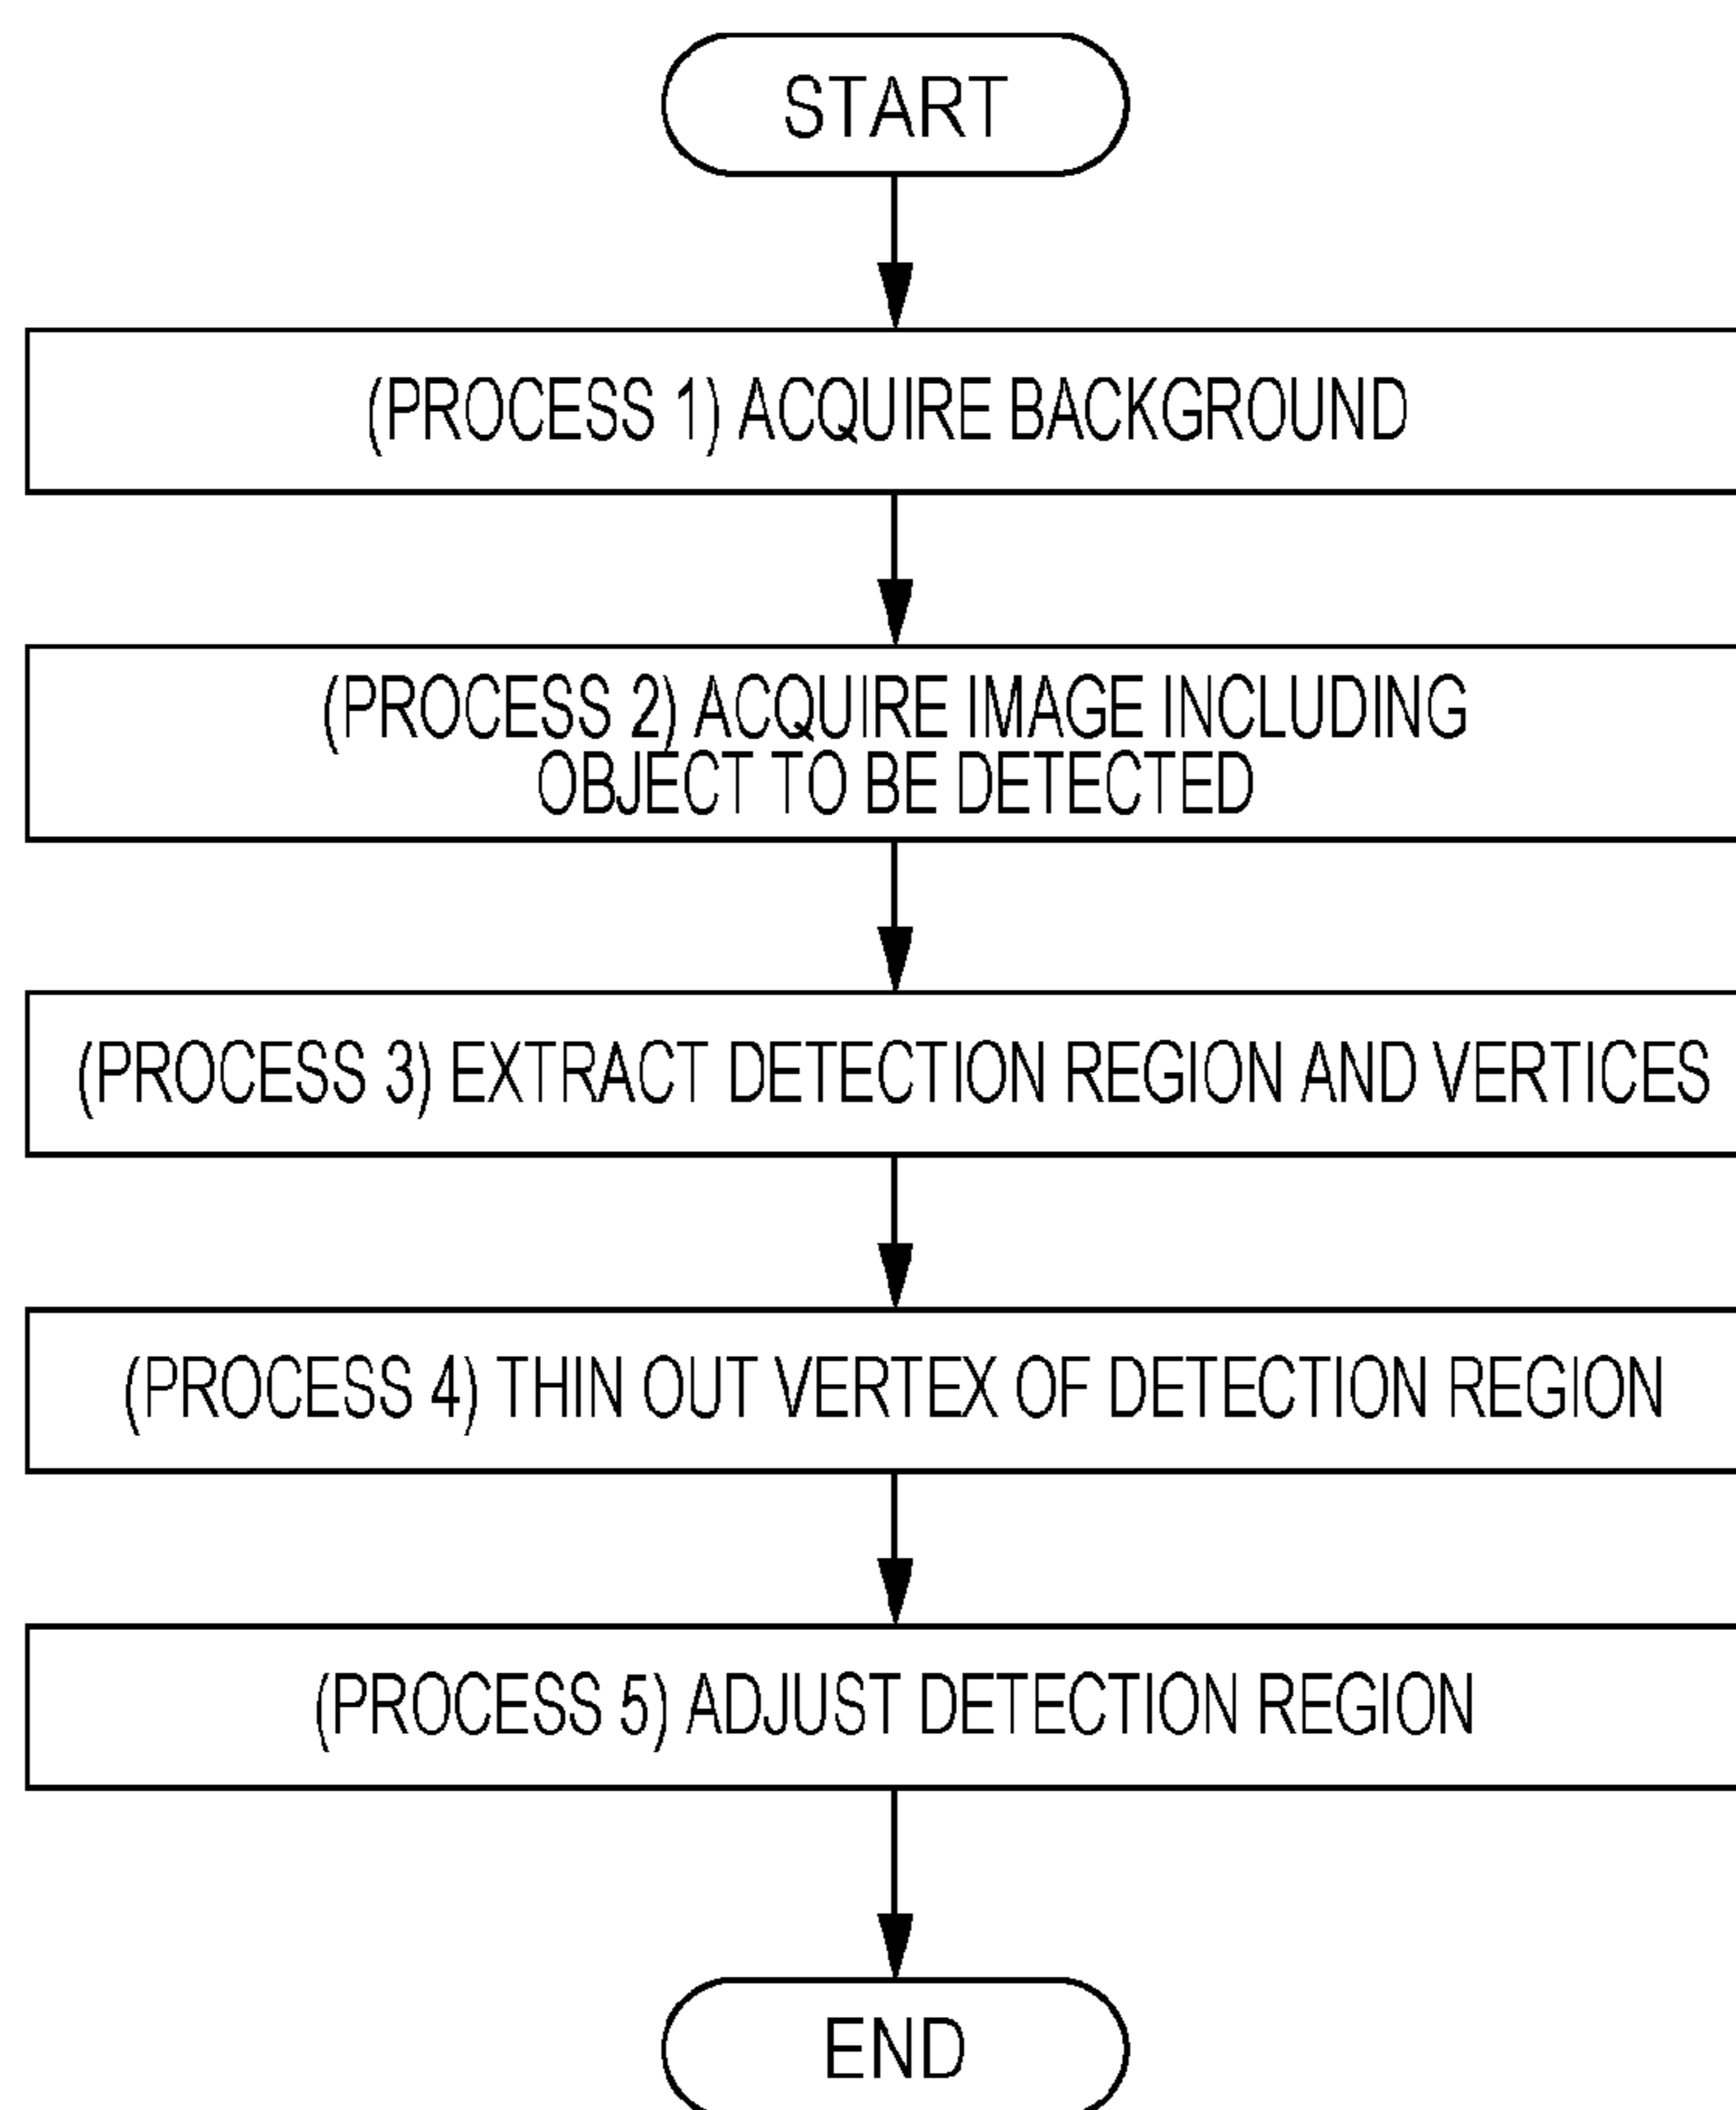 START
(PROCESS 1) ACQUIRE BACKGROUND
(PROCESS 2) ACQUIRE IMAGE INCLUDING
OBJECT TO BE DETECTED
(PROCESS 3) EXTRACT DETECTION REGION AND VERTICES
(PROCESS 4) THIN OUT VERTEX OF DETECTION REGION
(PROCESS 5) ADJUST DETECTION REGION
END